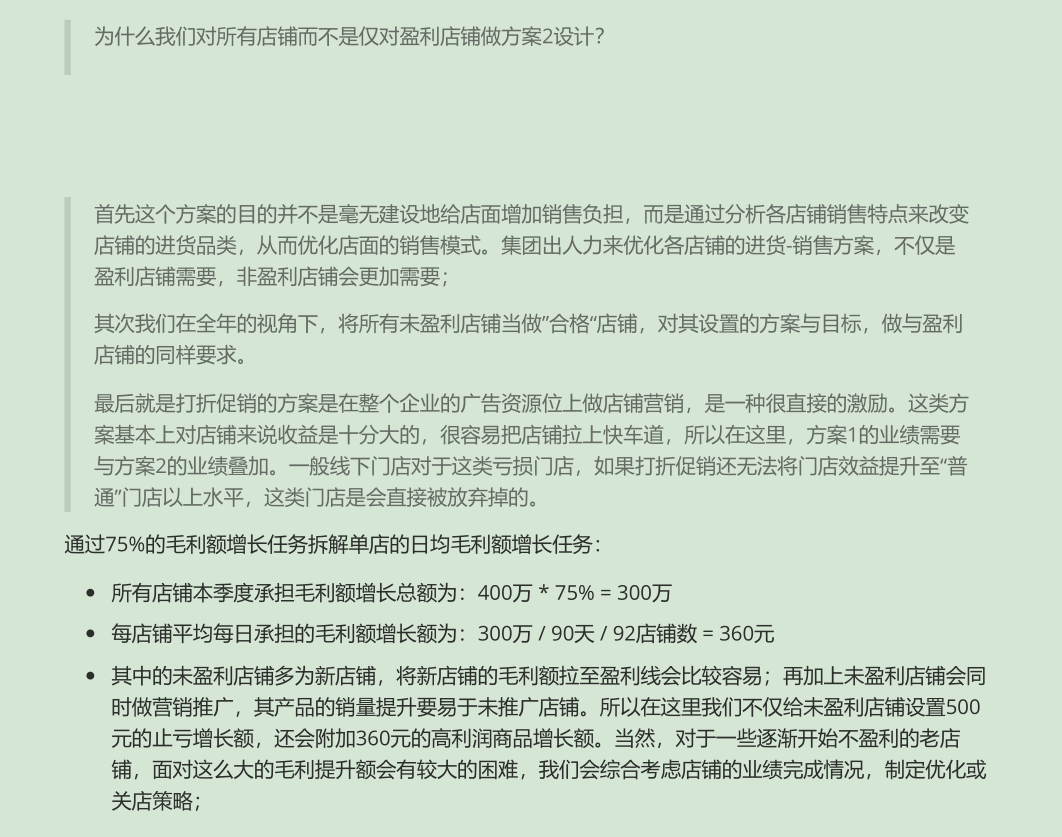 为什么我们对所有店铺而不是仅对盈利店铺做方案2设计？
首先这个方案的目的并不是毫无建设地给店面增加销售负担，而是通过分析各店铺销售特点来改变
店铺的进货品类，从而优化店面的销售模式。集团出人力来优化各店铺的进货-销售方案，不仅是
盈利店铺需要，非盈利店铺会更加需要；
其次我们在全年的视角下，将所有未盈利店铺当做”合格“店铺，对其设置的方案与目标，做与盈利
店铺的同样要求。
最后就是打折促销的方案是在整个企业的广告资源位上做店铺营销，是一种很直接的激励。这类方
案基本上对店铺来说收益是十分大的，很容易把店铺拉上快车道，所以在这里，方案1的业绩需要
与方案2的业绩叠加。一般线下门店对于这类亏损门店，如果打折促销还无法将门店效益提升至“普
通”门店以上水平，这类门店是会直接被放弃掉的。
通过75%的毛利额增长任务拆解单店的日均毛利额增长任务：
• 所有店铺本季度承担毛利额增长总额为：400万 * 75% = 300万
• 每店铺平均每日承担的毛利额增长额为：300万 / 90天 / 92店铺数 = 360元
• 其中的未盈利店铺多为新店铺，将新店铺的毛利额拉至盈利线会比较容易；再加上未盈利店铺会同
时做营销推广，其产品的销量提升要易于未推广店铺。所以在这里我们不仅给未盈利店铺设置500
元的止亏增长额，还会附加360元的高利润商品增长额。当然，对于一些逐渐开始不盈利的老店
铺，面对这么大的毛利提升额会有较大的困难，我们会综合考虑店铺的业绩完成情况，制定优化或
关店策略；